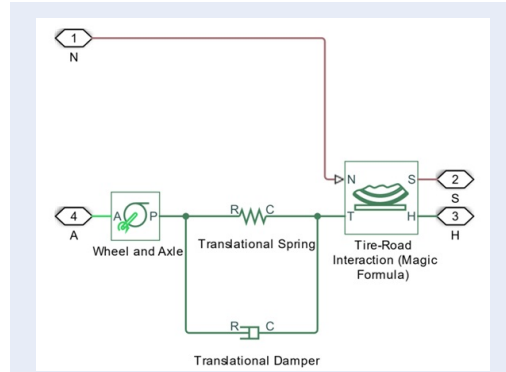 1
N
N
S
2
S
4
A
A
P
R
C
T
H
3
H
Wheel and Axle
Translational Spring
Tire-Road
Interaction (Magic
Formula)
R
C
Translational Damper